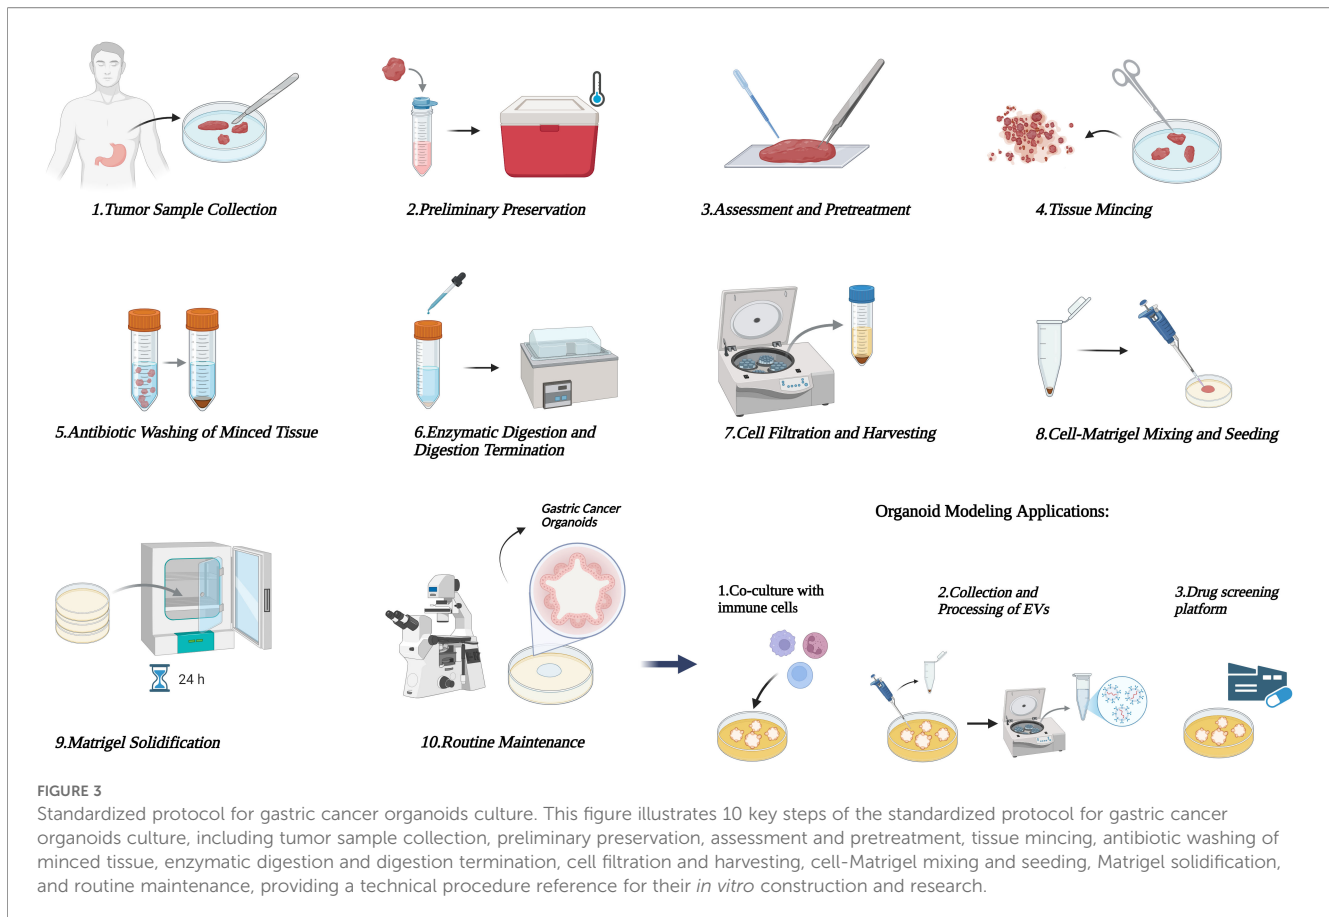 1.Tumor Sample Collection
2.Preliminary Preservation
3.Assessment and Pretreatment
4.Tissue Mincing
5.Antibiotic Washing of Minced Tissue
6.Enzymatic Digestion and
Digestion Termination
7.Cell Filtration and Harvesting
8.Cell-Matrigel Mixing and Seeding
24 h
9.Matrigel Solidification
Gastric Cancer
Organoids
10.Routine Maintenance
Organoid Modeling Applications:
1.Co-culture with
immune cells
2.Collection and
Processing of EVs
3.Drug screening
platform
FIGURE 3
Standardized protocol for gastric cancer organoids culture. This figure illustrates 10 key steps of the standardized protocol for gastric cancer
organoids culture, including tumor sample collection, preliminary preservation, assessment and pretreatment, tissue mincing, antibiotic washing of
minced tissue, enzymatic digestion and digestion termination, cell filtration and harvesting, cell-Matrigel mixing and seeding, Matrigel solidification,
and routine maintenance, providing a technical procedure reference for their in vitro construction and research.